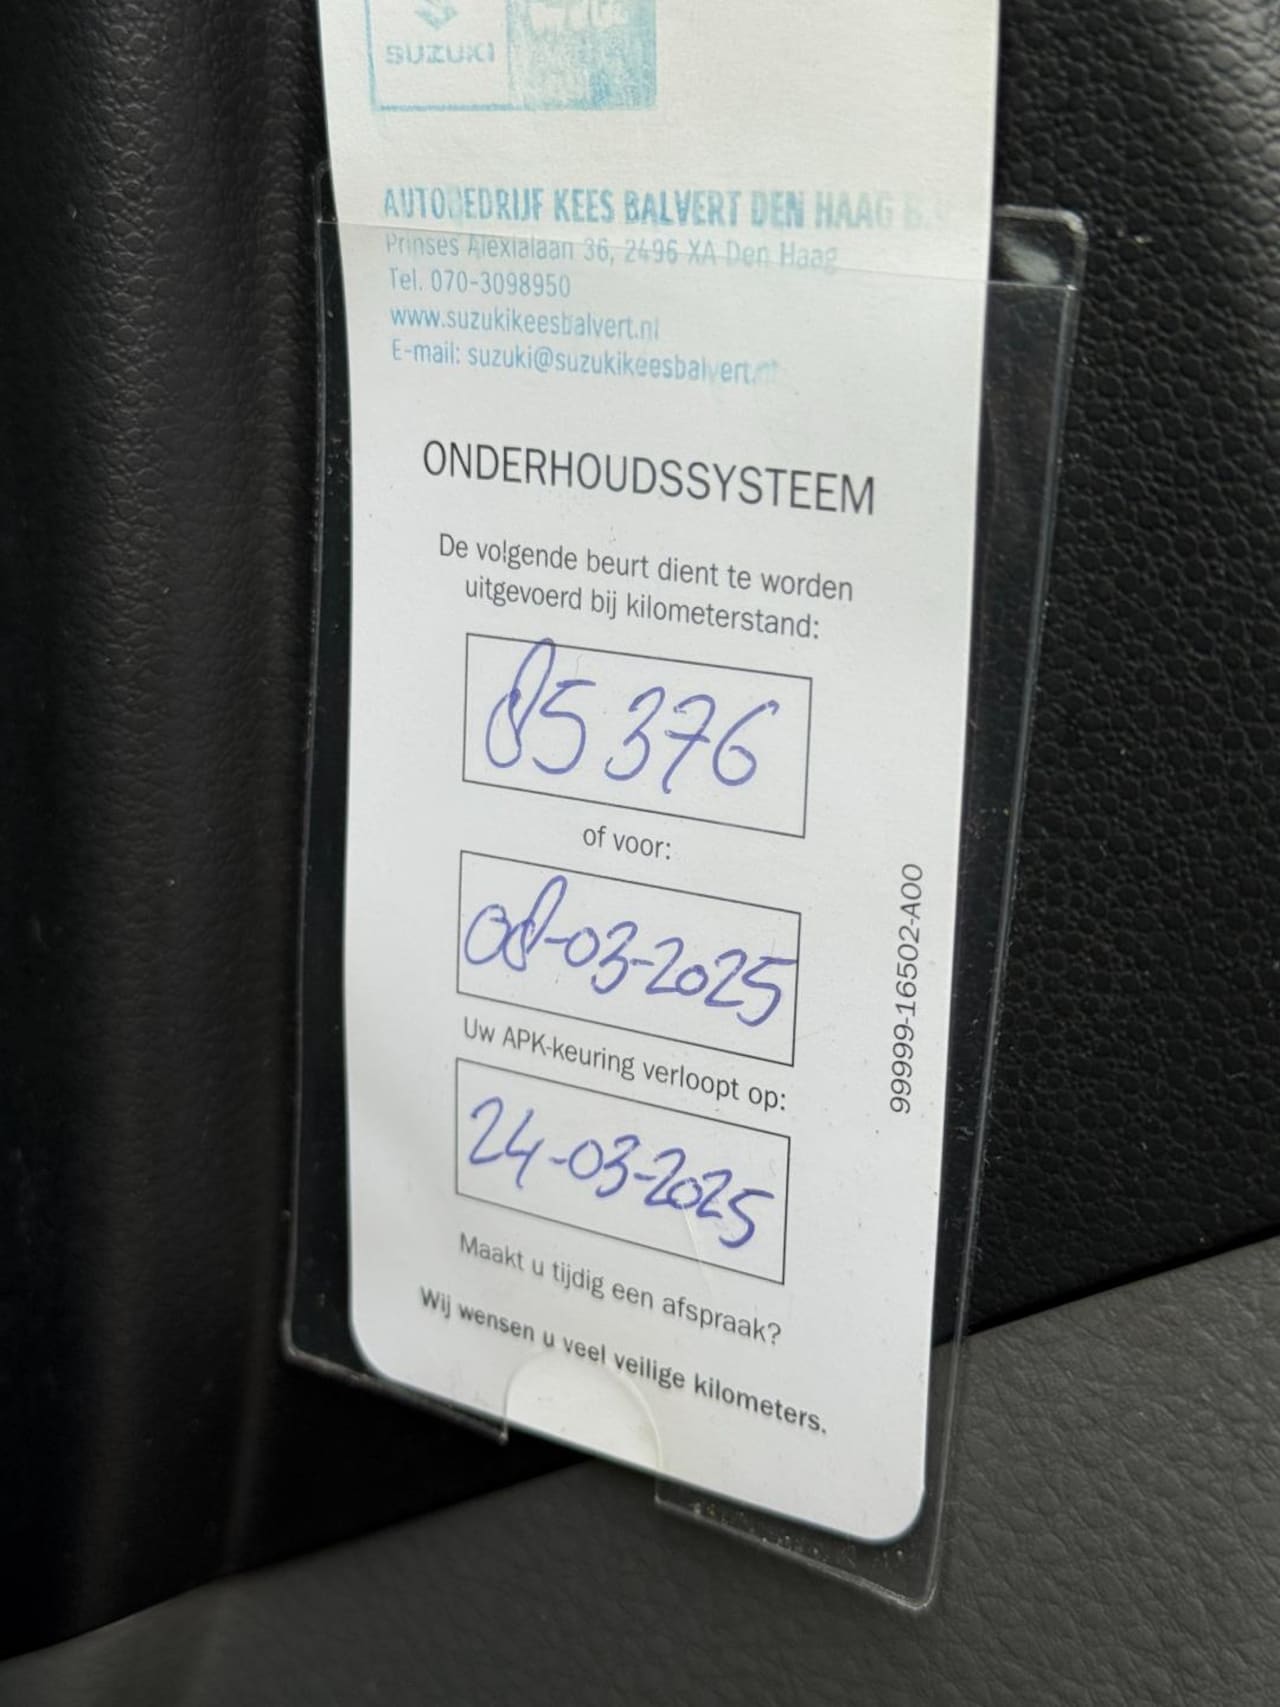 SUZUKI
AUTOBEDRIJF KEES BALVERT DEN HAAG B.
Prinses Alexialaan 36, 2496 XA Den Haag
Tel. 070-3098950
www.suzukikeesbalvert.nl
E-mail: suzuki@suzukikeesbalvert.nl
ONDERHOUDSSYSTEEM
De volgende beurt dient te worden
uitgevoerd bij kilometerstand:
85376
of voor:
08-03-2025
Uw APK-keuring verloopt op:
24-03-2025
Maakt u tijdig een afspraak?
Wij wensen u veel veilige kilometers.
99999-16502-A00